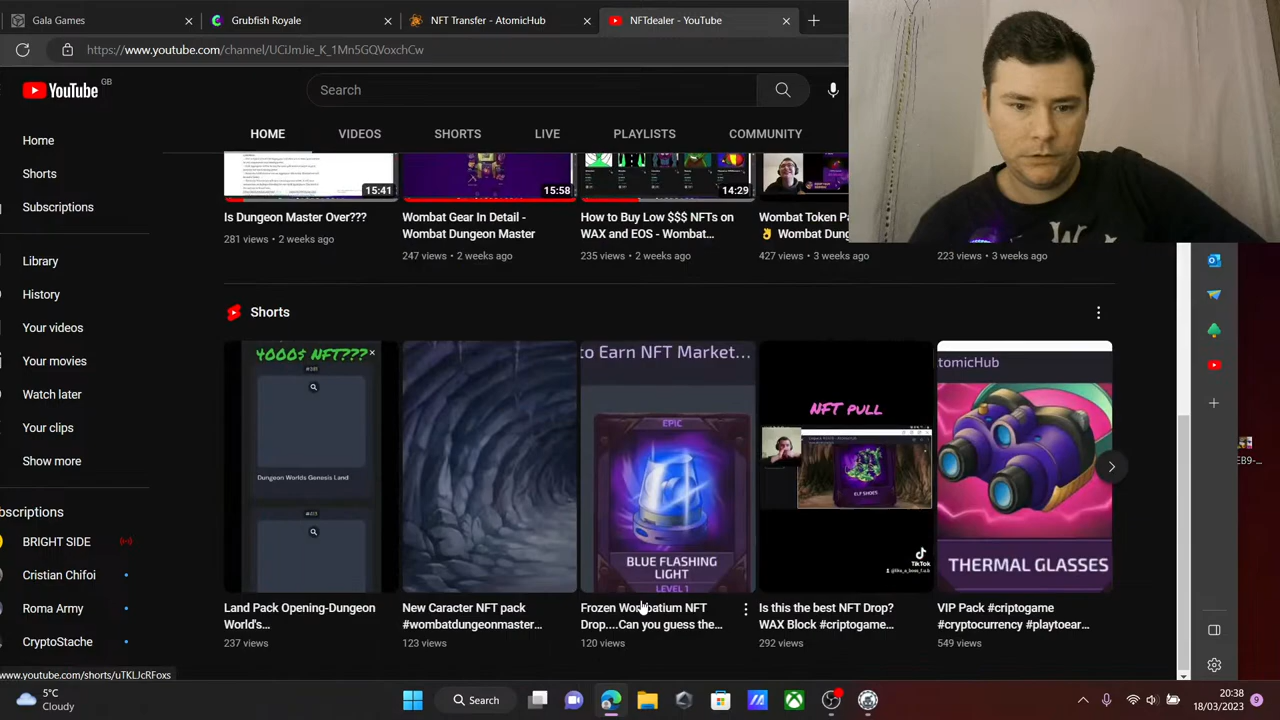 Gala Games
Grubfish Royale
NFT Transfer - AtomicHub
NFTdealer - YouTube
https://www.youtube.com/channel/UCiJmJie_K_1Mn5GQVoxchCw
YouTube GB
Search
HOME
VIDEOS
SHORTS
LIVE
PLAYLISTS
COMMUNITY
Home
Shorts
Subscriptions
Library
History
Your videos
Your movies
Watch later
Your clips
Show more
bscriptions
BRIGHT SIDE
Cristian Chifoi
Roma Army
CryptoStache
15:41
15:58
14:29
Is Dungeon Master Over???
281 views • 2 weeks ago
Wombat Gear In Detail -
Wombat Dungeon Master
247 views • 2 weeks ago
How to Buy Low $$$ NFTs on
WAX and EOS - Wombat...
235 views • 2 weeks ago
Wombat Token Pa
👌 Wombat Dung
427 views • 3 weeks ago
223 views • 3 weeks ago
Shorts
4000$ NFT???
Dungeon Worlds Genesis Land
to Earn NFT Market...
EPIC
BLUE FLASHING
LIGHT
LEVEL 1
NFT PULL
ELF SHOES
TikTok
tomicHub
THERMAL GLASSES
Land Pack Opening-Dungeon
World's...
237 views
New Caracter NFT pack
#wombatdungeonmaster...
123 views
Frozen Wombatium NFT
Drop....Can you guess the...
120 views
Is this the best NFT Drop?
WAX Block #criptogame...
292 views
VIP Pack #criptogame
#cryptocurrency #playtoear...
549 views
EB9-...
www.youtube.com/shorts/uTKLJcRFoxs
5°C
Cloudy
Search
20:38
18/03/2023
9